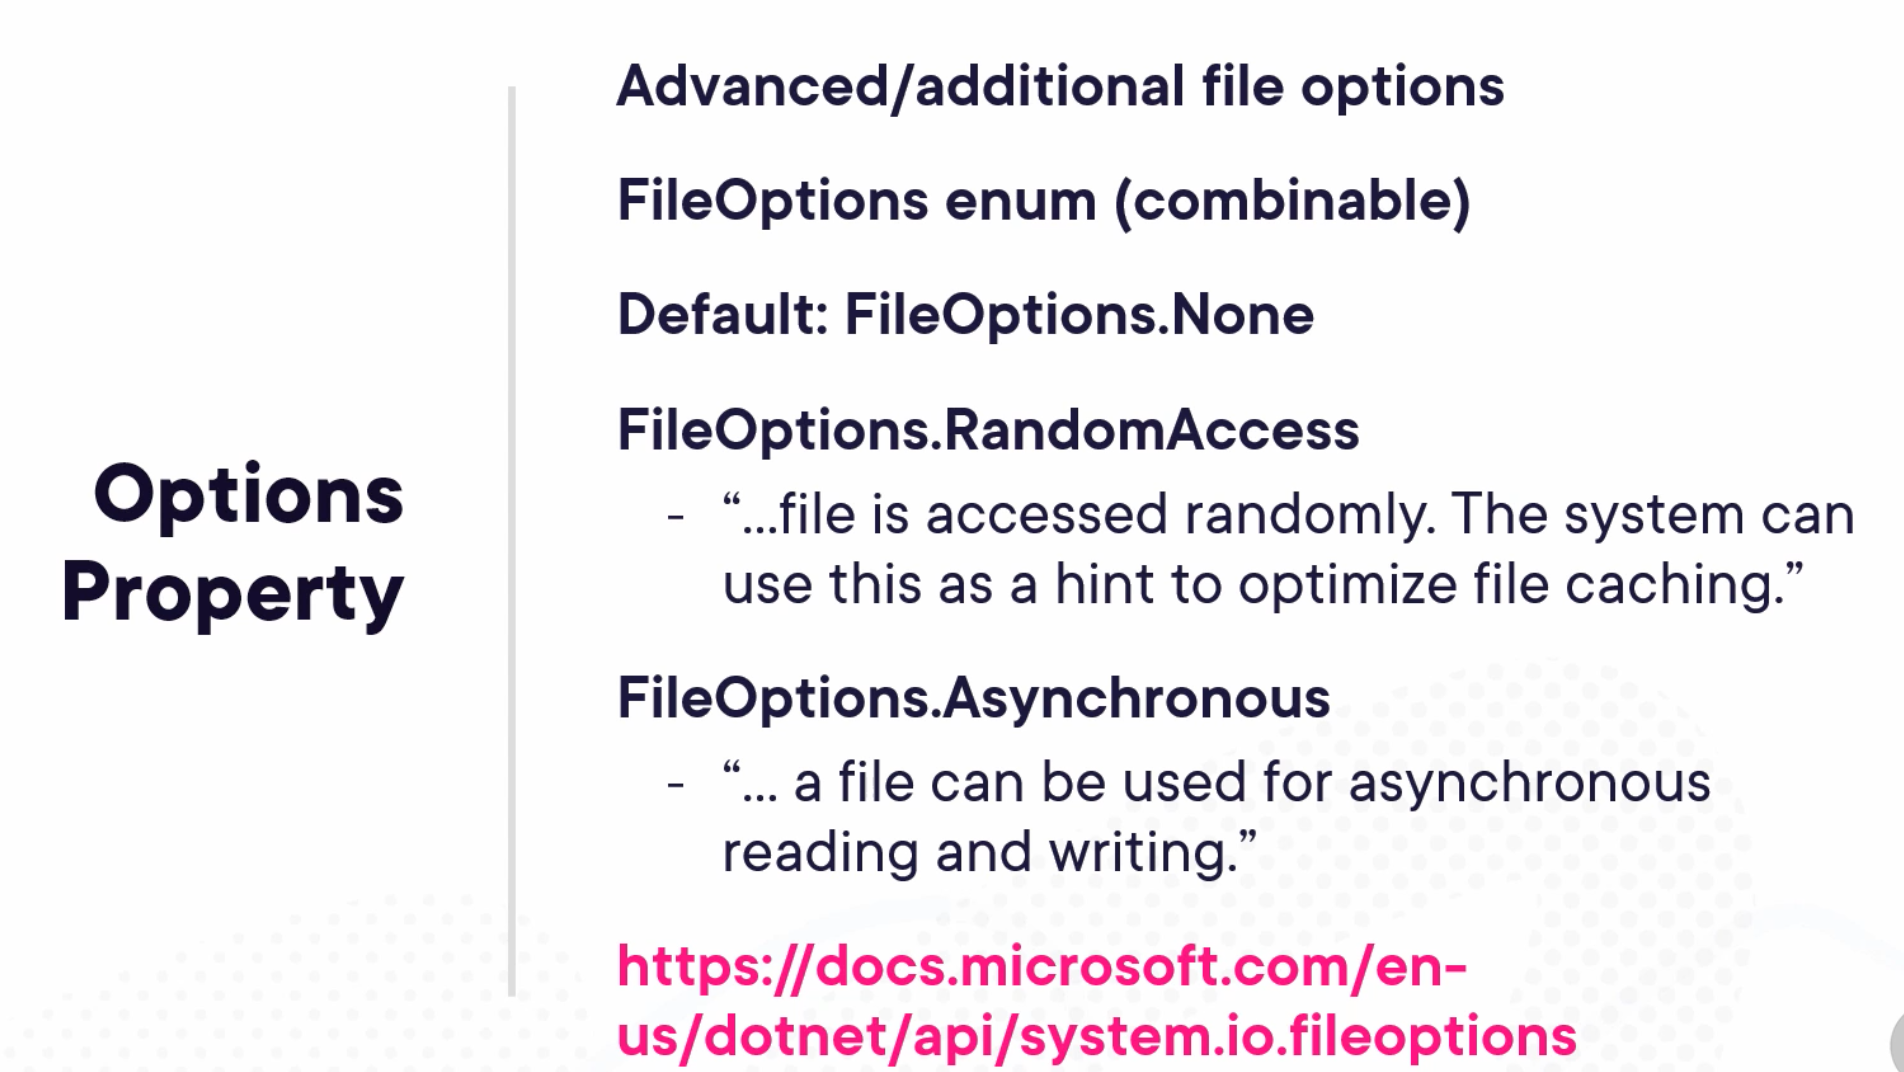 Options
Property
Advanced/additional file options
FileOptions enum (combinable)
Default: FileOptions.None
FileOptions.RandomAccess
- “...file is accessed randomly. The system can
use this as a hint to optimize file caching.”
FileOptions.Asynchronous
- “... a file can be used for asynchronous
reading and writing.”
https://docs.microsoft.com/en-
us/dotnet/api/system.io.fileoptions